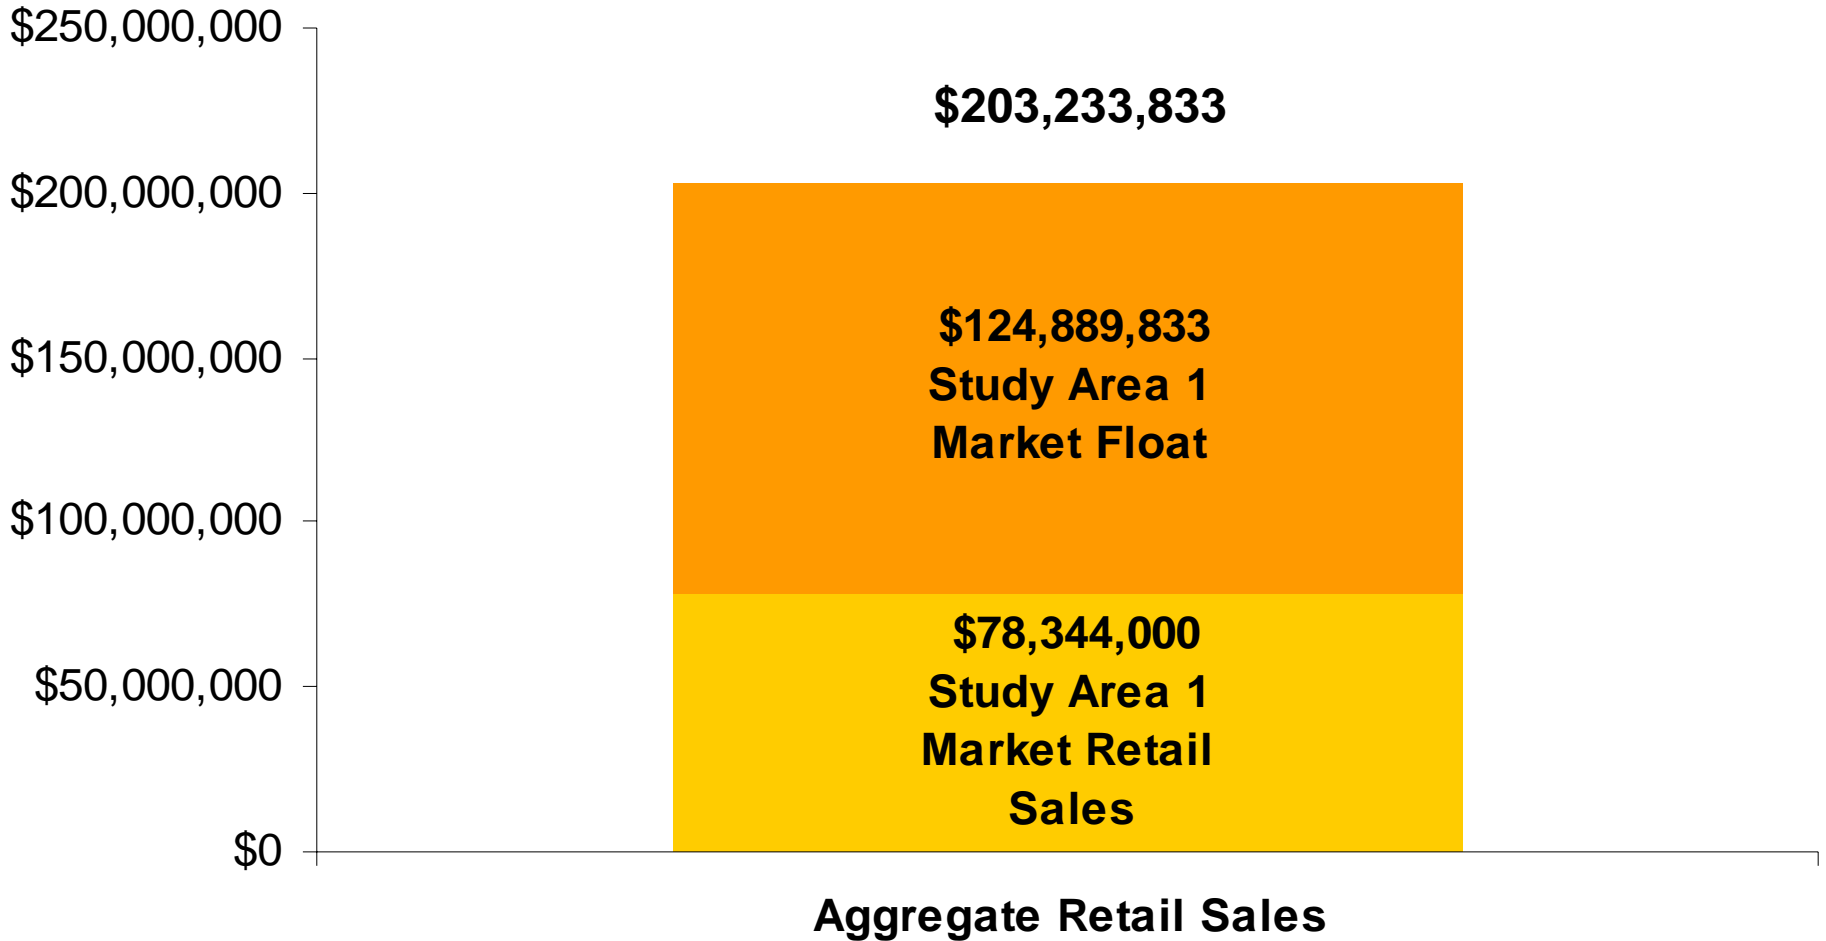 $250,000,000
$203,233,833
$200,000,000
$124,889,833
$150,000,000
Study Area 1
Market Float
$100,000,000
$78,344,000
$50,000,000
Study Area 1
Market Retail
Sales
$0
Aggregate Retail Sales